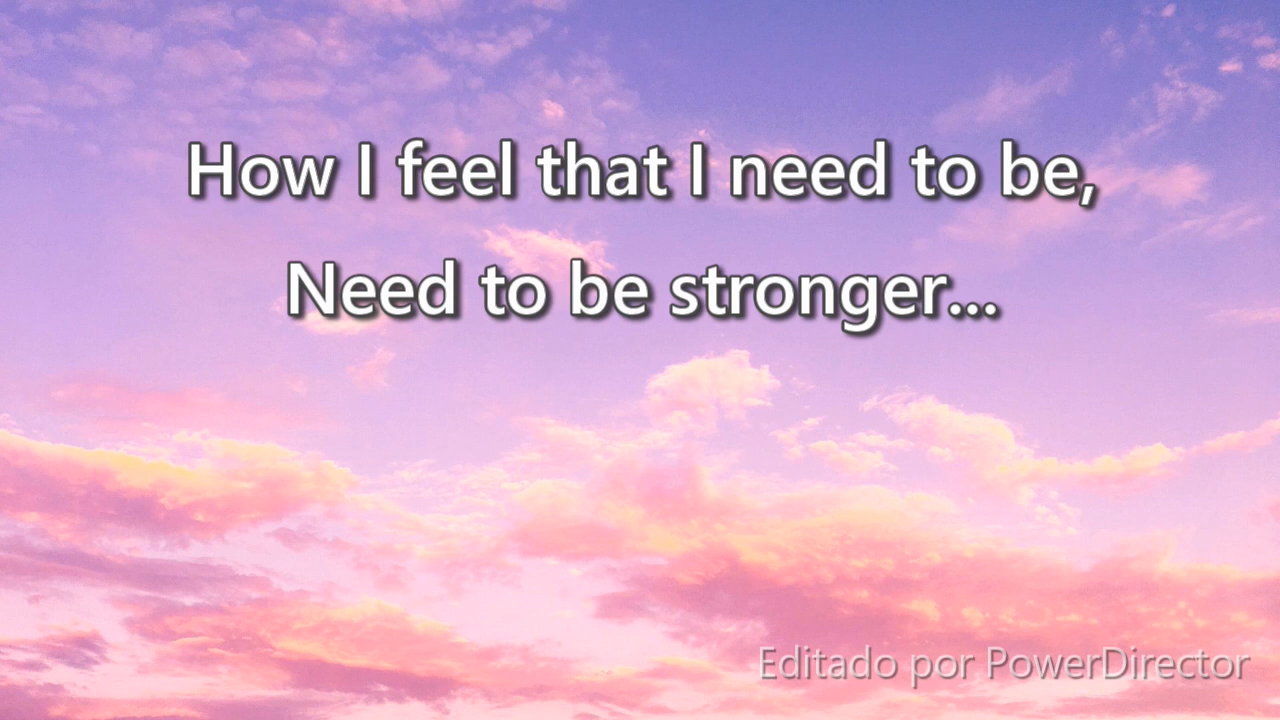 How I feel that I need to be,
Need to be stronger...
Editado por PowerDirector